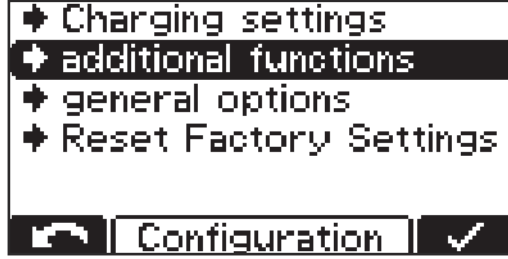 Charging settings
additional functions
general options
Reset Factory Settings
Configuration